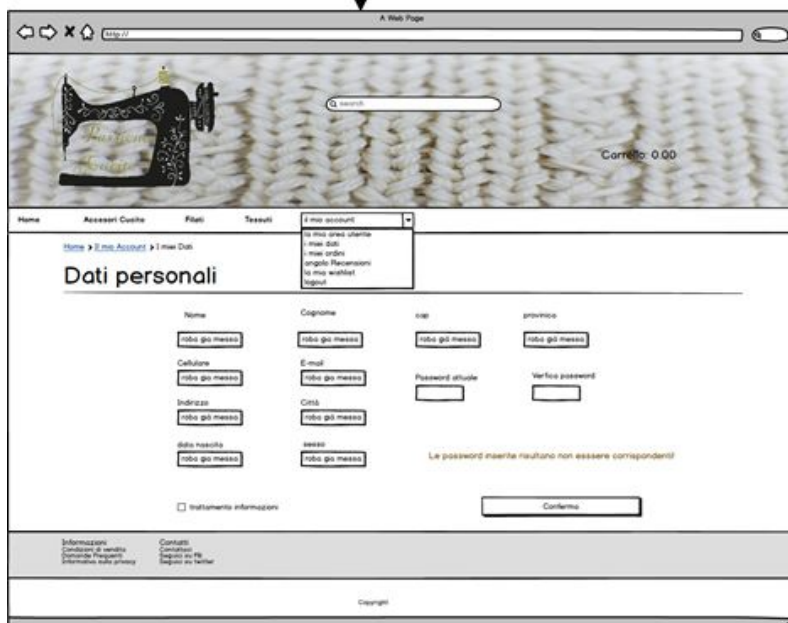 A Web Page
http://
search
Carrello: 0.00
Home Accesori Cucito Filati Tessuti il mio account
la mia area utente
i miei dati
i miei ordini
angolo Recensioni
la mia wishlist
logout
Home > Il mio Account > I miei Dati
Dati personali
Nome Cognome cap provinica
roba già messa roba già messa roba già messa roba già messa
Cellulare E-mail
roba già messa roba già messa
Password attuale Verfica password
Indirizzo Città
roba già messa roba già messa
data nascita sesso
roba già messa roba già messa
Le password inserite risultano non esssere corrispondenti!
trattamento informazioni Conferma
Informazioni Contatti
Condizioni di vendita Contattaci
Domande Frequenti Seguici su FB
Informativa sulla privacy Seguici su twitter
Copyright